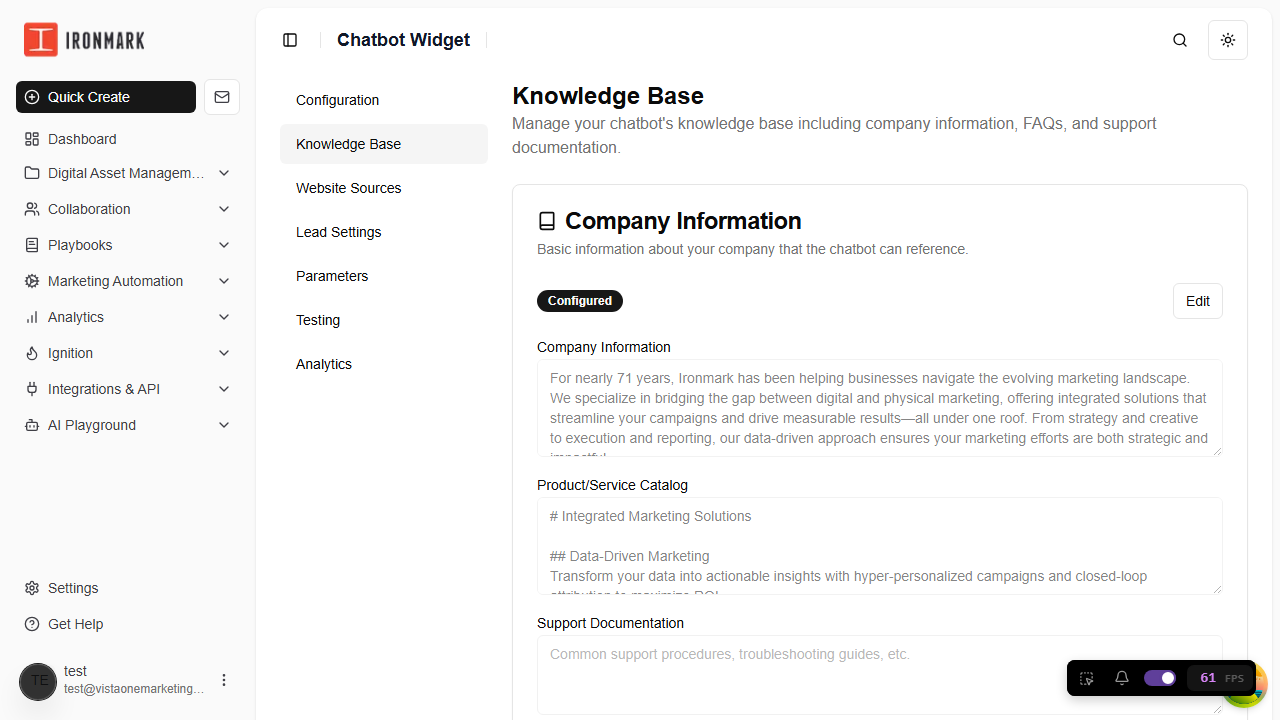 IRONMARK
Quick Create
Dashboard
Digital Asset Managem...
Collaboration
Playbooks
Marketing Automation
Analytics
Ignition
Integrations & API
AI Playground
Settings
Get Help
TE
test
test@vistaonemarketing...
Chatbot Widget
Configuration
Knowledge Base
Website Sources
Lead Settings
Parameters
Testing
Analytics
Knowledge Base
Manage your chatbot's knowledge base including company information, FAQs, and support
documentation.
Company Information
Basic information about your company that the chatbot can reference.
Configured
Edit
Company Information
For nearly 71 years, Ironmark has been helping businesses navigate the evolving marketing landscape.
We specialize in bridging the gap between digital and physical marketing, offering integrated solutions that
streamline your campaigns and drive measurable results—all under one roof. From strategy and creative
to execution and reporting, our data-driven approach ensures your marketing efforts are both strategic and
Product/Service Catalog
# Integrated Marketing Solutions
## Data-Driven Marketing
Transform your data into actionable insights with hyper-personalized campaigns and closed-loop
attribution to maximize ROI
Support Documentation
Common support procedures, troubleshooting guides, etc.
61 FPS